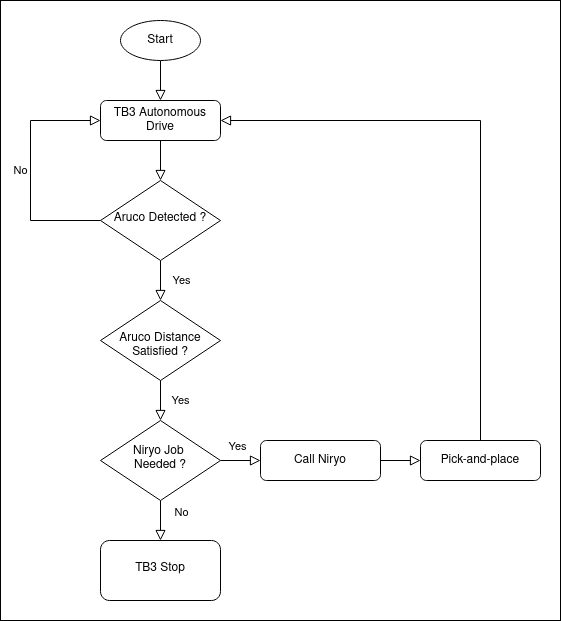 Start
TB3 Autonomous
Drive
No
Aruco Detected ?
Yes
Aruco Distance
Satisfied ?
Yes
Niryo Job
Needed ?
Yes
Call Niryo
Pick-and-place
No
TB3 Stop